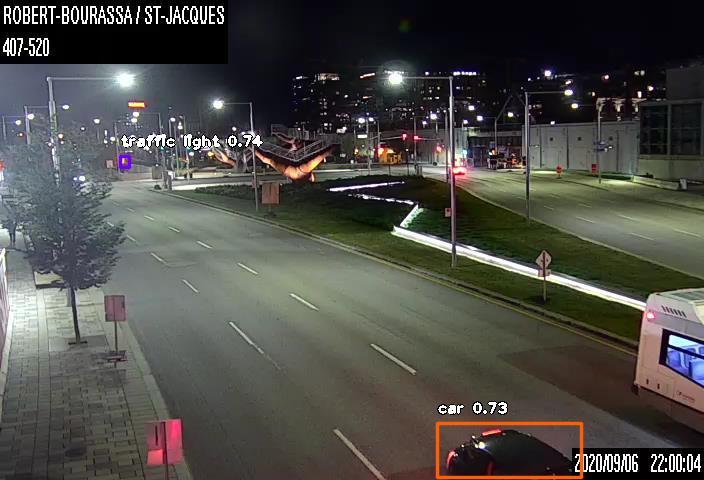 ROBERT-BOURASSA / ST-JACQUES
407-520
traffic light 0.74
car 0.73
2020/09/06 22:00:04